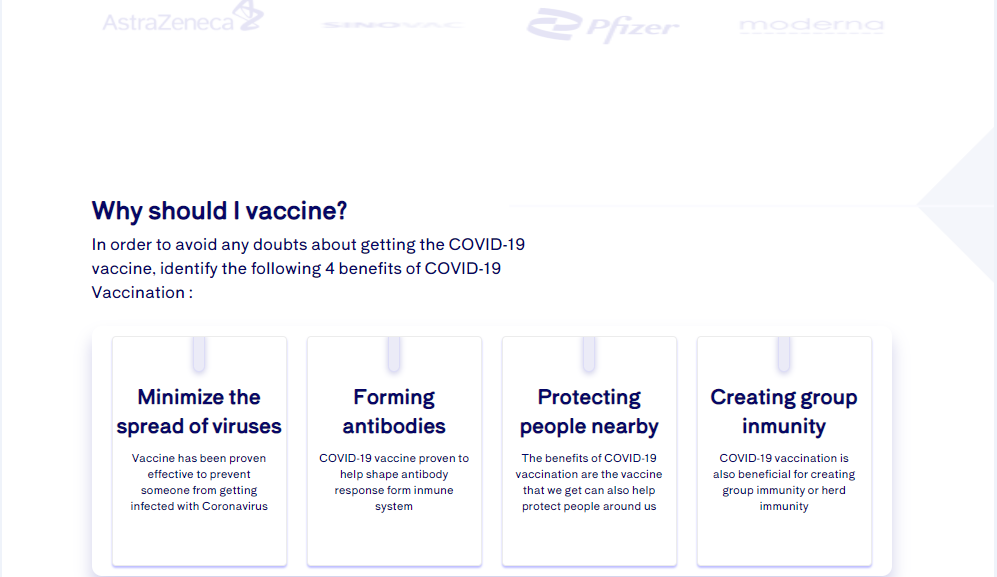 AstraZeneca SINOVAC Pfizer moderna
Why should I vaccine?
In order to avoid any doubts about getting the COVID-19
vaccine, identify the following 4 benefits of COVID-19
Vaccination :
Minimize the
spread of viruses
Vaccine has been proven
effective to prevent
someone from getting
infected with Coronavirus
Forming
antibodies
COVID-19 vaccine proven to
help shape antibody
response form inmune
system
Protecting
people nearby
The benefits of COVID-19
vaccination are the vaccine
that we get can also help
protect people around us
Creating group
inmunity
COVID-19 vaccination is
also beneficial for creating
group immunity or herd
immunity